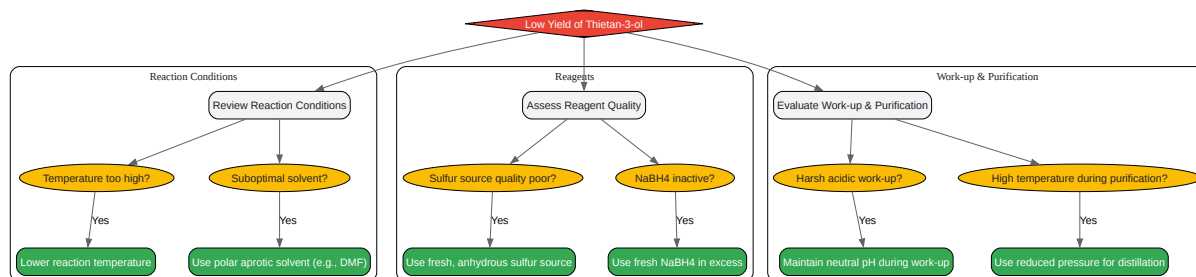 Low Yield of Thietan-3-ol
Reaction Conditions
Reagents
Work-up & Purification
Review Reaction Conditions
Assess Reagent Quality
Evaluate Work-up & Purification
Temperature too high?
Suboptimal solvent?
Sulfur source quality poor?
NaBH4 inactive?
Harsh acidic work-up?
High temperature during purification?
Yes
Yes
Yes
Yes
Yes
Yes
Lower reaction temperature
Use polar aprotic solvent (e.g., DMF)
Use fresh, anhydrous sulfur source
Use fresh NaBH4 in excess
Maintain neutral pH during work-up
Use reduced pressure for distillation